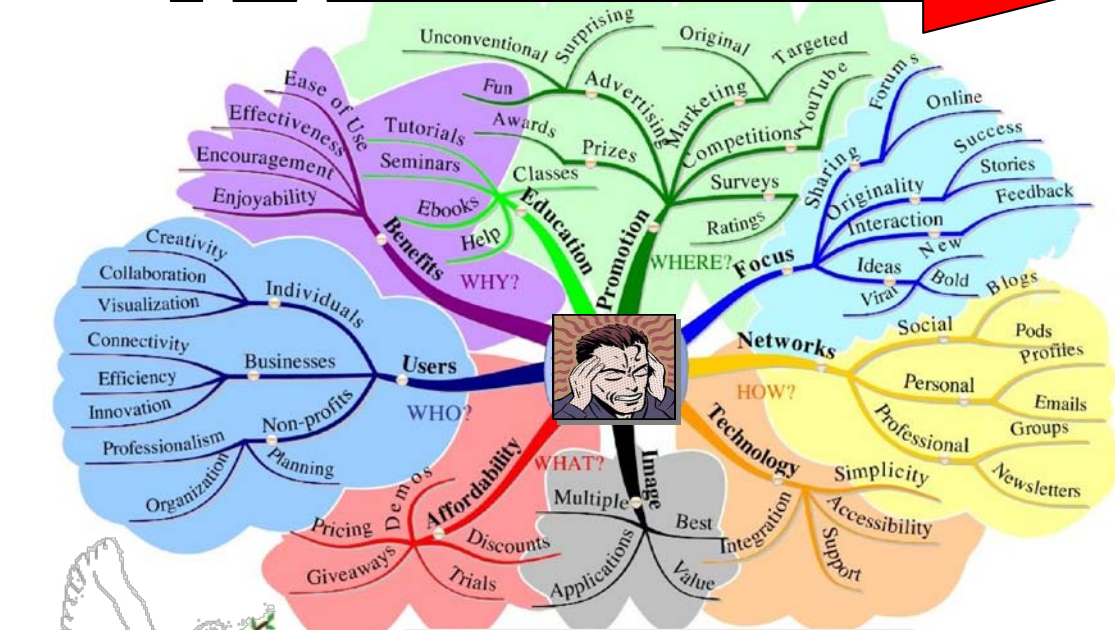 Benefits
WHY?
Ease of Use
Effectiveness
Encouragement
Enjoyability
Education
Tutorials
Seminars
Classes
Ebooks
Help
Promotion
WHERE?
Advertising
Unconventional
Surprising
Fun
Prizes
Awards
Marketing
Original
Targeted
Competitions
YouTube
Surveys
Ratings
Focus
Sharing
Forums
Online
Originality
Success
Stories
Interaction
Feedback
Ideas
New
Bold
Viral
Networks
HOW?
Social
Blogs
Pods
Personal
Profiles
Emails
Professional
Groups
Newsletters
Technology
Simplicity
Accessibility
Support
Integration
Image
Multiple
Applications
Best
Value
Affordability
WHAT?
Demos
Pricing
Giveaways
Discounts
Trials
Users
WHO?
Individuals
Creativity
Collaboration
Visualization
Businesses
Connectivity
Efficiency
Innovation
Non-profits
Professionalism
Organization
Planning